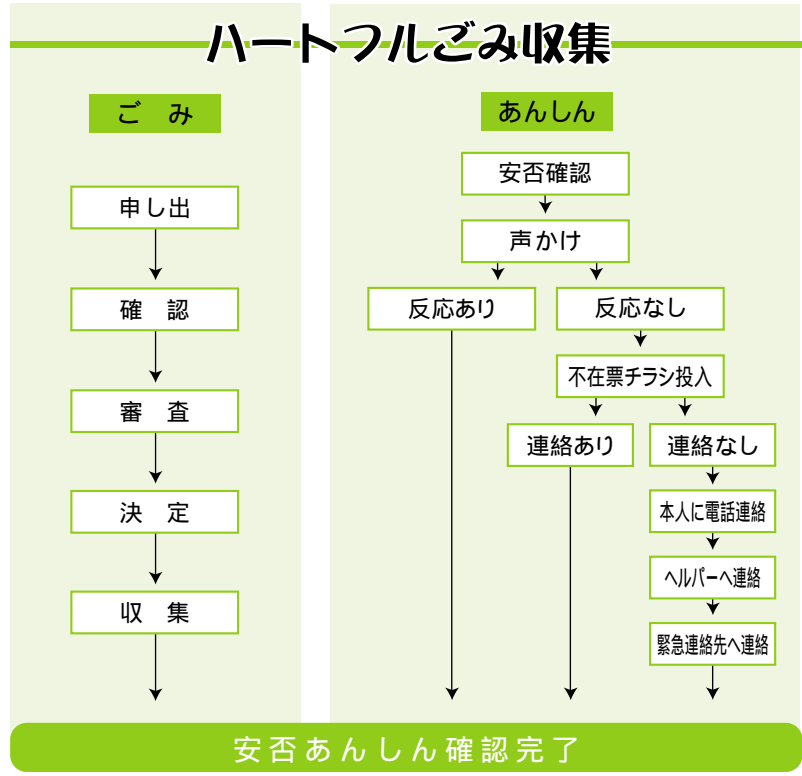 ハートフルごみ収集
ごみ
申し出
確認
審査
決定
収集
あんしん
安否確認
声かけ
反応あり
反応なし
不在票チラシ投入
連絡あり
連絡なし
本人に電話連絡
ヘルパーへ連絡
緊急連絡先へ連絡
安否あんしん確認完了